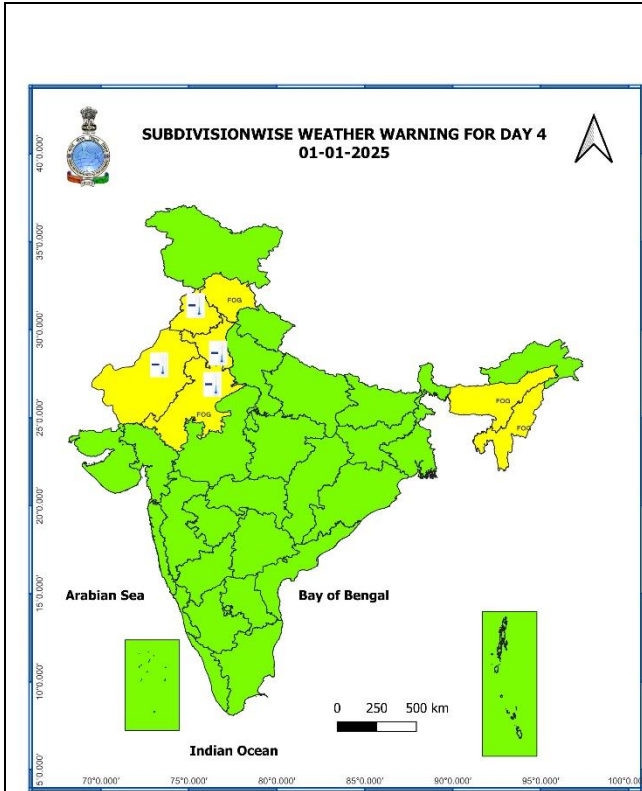 SUBDIVISIONWISE WEATHER WARNING FOR DAY 4
01-01-2025
40°0.000'
35°0.000'
30°0.000'
25°0.000'
20°0.000'
15°0.000'
10°0.000'
5°0.000'
FOG
FOG
FOG
FOG
Arabian Sea
Bay of Bengal
0 250 500 km
Indian Ocean
70°0.000' 75°0.000' 80°0.000' 85°0.000' 90°0.000' 95°0.000' 100°0.0